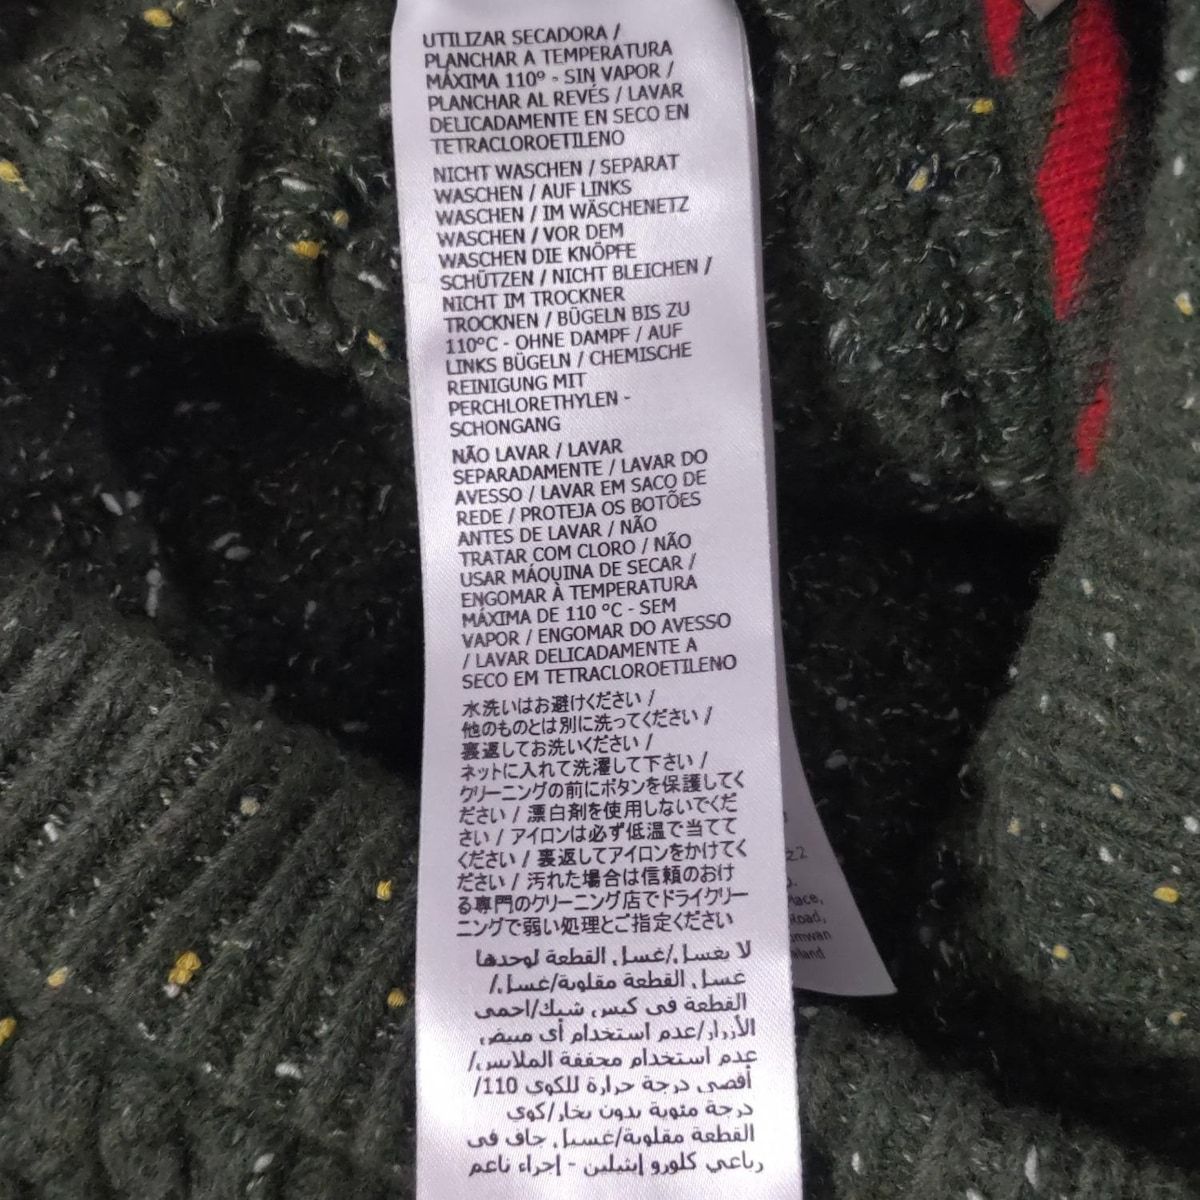 UTILIZAR SECADORA /
PLANCHAR A TEMPERATURA
MÁXIMA 110º - SIN VAPOR /
PLANCHAR AL REVÉS / LAVAR
DELICADAMENTE EN SECO EN
TETRACLOROETILENO
NICHT WASCHEN / SEPARAT
WASCHEN / AUF LINKS
WASCHEN / IM WÄSCHENETZ
WASCHEN / VOR DEM
WASCHEN DIE KNÖPFE
SCHÜTZEN / NICHT BLEICHEN /
NICHT IM TROCKNER
TROCKNEN / BÜGELN BIS ZU
110°C - OHNE DAMPF / AUF
LINKS BÜGELN / CHEMISCHE
REINIGUNG MIT
PERCHLORETHYLEN -
SCHONGANG
NÃO LAVAR / LAVAR
SEPARADAMENTE / LAVAR DO
AVESSO / LAVAR EM SACO DE
REDE / PROTEJA OS BOTÕES
ANTES DE LAVAR / NÃO
TRATAR COM CLORO / NÃO
USAR MÁQUINA DE SECAR /
ENGOMAR À TEMPERATURA
MÁXIMA DE 110 °C - SEM
VAPOR / ENGOMAR DO AVESSO
/ LAVAR DELICADAMENTE A
SECO EM TETRACLOROETILENO
水洗いはお避けください /
他のものとは別に洗ってください /
裏返してお洗いください /
ネットに入れて洗濯して下さい /
クリーニングの前にボタンを保護してく
ださい / 漂白剤を使用しないでくだ
さい / アイロンは必ず低温で当てて
ください / 裏返してアイロンをかけてく
ださい / 汚れた場合は信頼のおけ
る専門のクリーニング店でドライクリー
ニングで弱い処理とご指定ください
لا يغسل/غسل القطعة لوحدها
غسل القطعة مقلوبة/غسل/
القطعة في كيس شبك/احمي
الأزرار/عدم استخدام أي مبيض
عدم استخدام مجففة الملابس/
أقصى درجة حرارة للكوي 110/
درجة مئوية بدون بخار/كوي
القطعة مقلوبة/غسيل جاف في
رباعي كلورو إيثيلين - إجراء ناعم
Place,
Road,